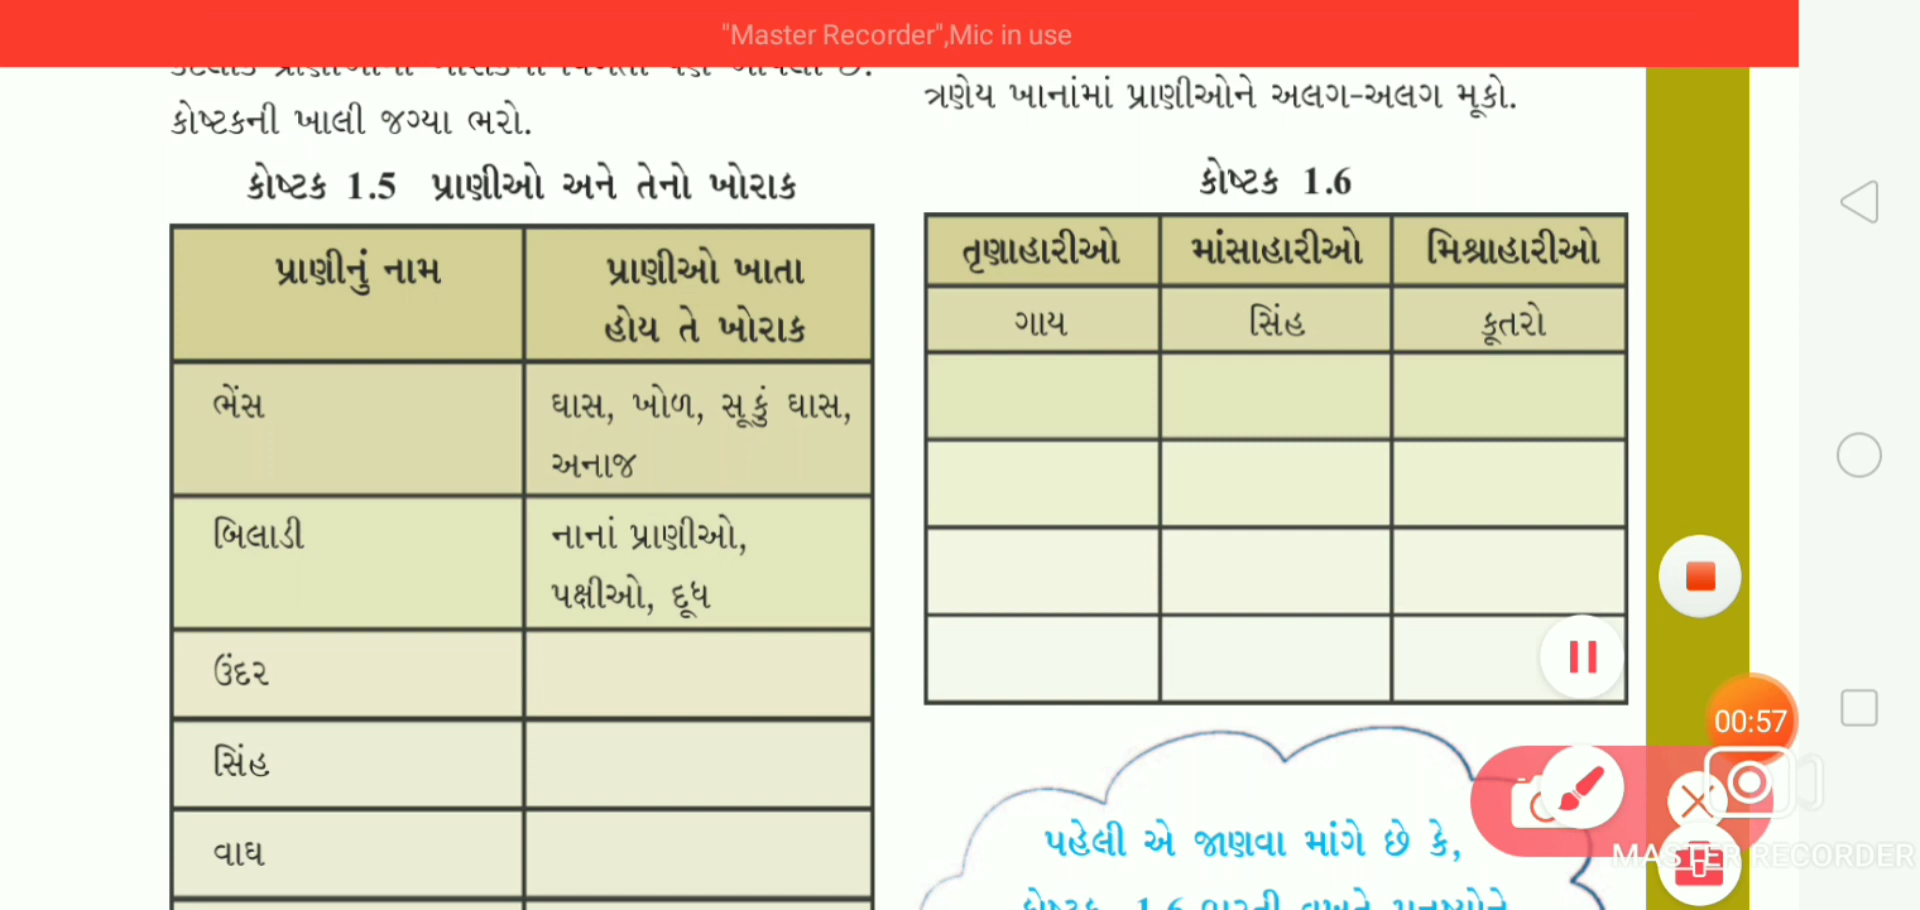 "Master Recorder",Mic in use
કોષ્ટકની ખાલી જગ્યા ભરો.
કોષ્ટક 1.5 પ્રાણીઓ અને તેનો ખોરાક
પ્રાણીનું નામ
પ્રાણીઓ ખાતા
હોય તે ખોરાક
ભેંસ
ઘાસ, ખોળ, સૂકું ઘાસ,
અનાજ
બિલાડી
નાનાં પ્રાણીઓ,
પક્ષીઓ, દૂધ
ઉંદર
સિંહ
વાઘ
ત્રણેય ખાનાંમાં પ્રાણીઓને અલગ-અલગ મૂકો.
કોષ્ટક 1.6
તૃણાહારીઓ
માંસાહારીઓ
મિશ્રાહારીઓ
ગાય
સિંહ
કૂતરો
પહેલી એ જાણવા માંગે છે કે,
00:57
MASTER RECORDER